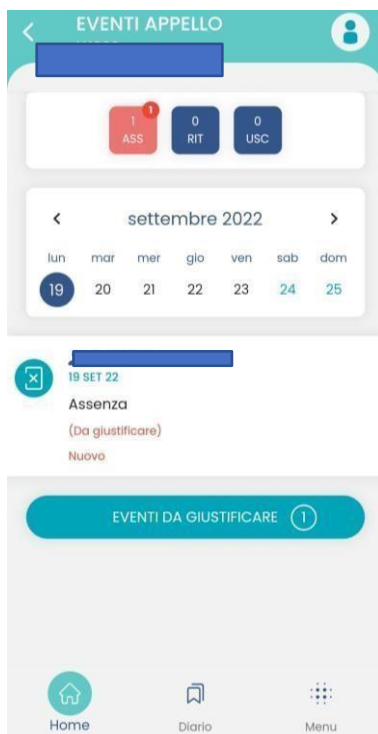 EVENTI APPELLO
1 1 0 0
ASS RIT USC
settembre 2022
lun mar mer gio ven sab dom
19 20 21 22 23 24 25
19 SET 22
Assenza
(Da giustificare)
Nuovo
EVENTI DA GIUSTIFICARE 1
Home Diario Menu